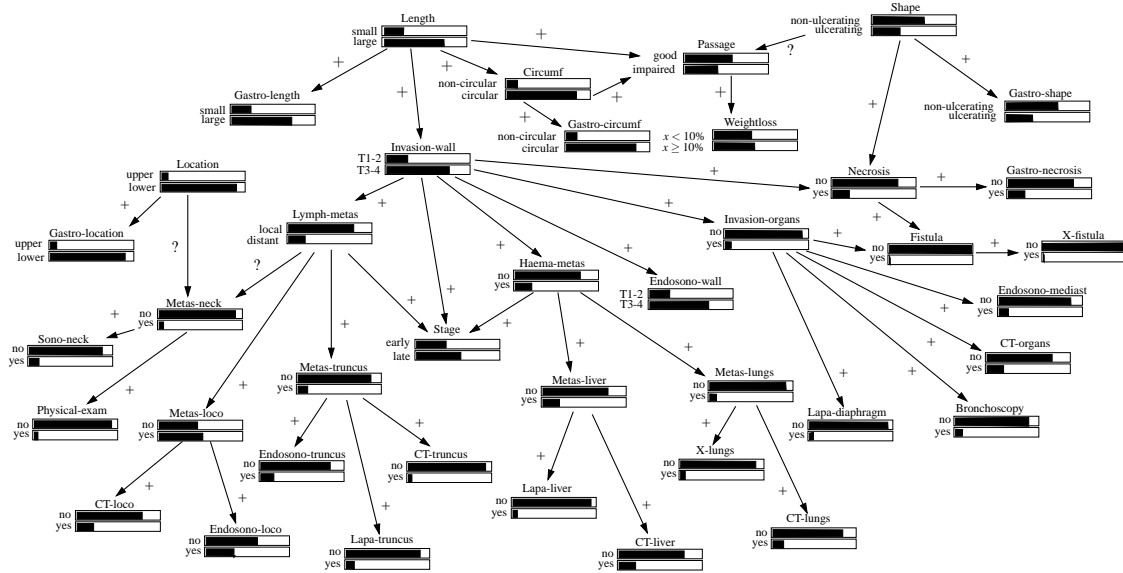 Length
small
large
+
Gastro-length
small
large
+
+
+
Circumf
non-circular
circular
+
+
Gastro-circumf
non-circular
circular
Passage
good
impaired
+
Weightloss
x < 10%
x ≥ 10%
Shape
non-ulcerating
ulcerating
?
+
+
Gastro-shape
non-ulcerating
ulcerating
Location
upper
lower
+
?
Gastro-location
upper
lower
Invasion-wall
T1-2
T3-4
+
+
+
+
+
+
Necrosis
no
yes
+
+
Gastro-necrosis
no
yes
Lymph-metas
local
distant
?
+
+
+
Haema-metas
no
yes
+
+
+
Endosono-wall
T1-2
T3-4
Invasion-organs
no
yes
+
+
+
+
+
Fistula
no
yes
+
X-fistula
no
yes
Endosono-mediast
no
yes
Metas-neck
no
yes
+
+
Sono-neck
no
yes
Stage
early
late
CT-organs
no
yes
Physical-exam
no
yes
Metas-loco
no
yes
+
+
Metas-truncus
no
yes
+
+
+
Metas-liver
no
yes
+
+
Metas-lungs
no
yes
+
+
Lapa-diaphragm
no
yes
Bronchoscopy
no
yes
Endosono-truncus
no
yes
CT-truncus
no
yes
X-lungs
no
yes
CT-loco
no
yes
Endosono-loco
no
yes
Lapa-truncus
no
yes
Lapa-liver
no
yes
CT-liver
no
yes
CT-lungs
no
yes